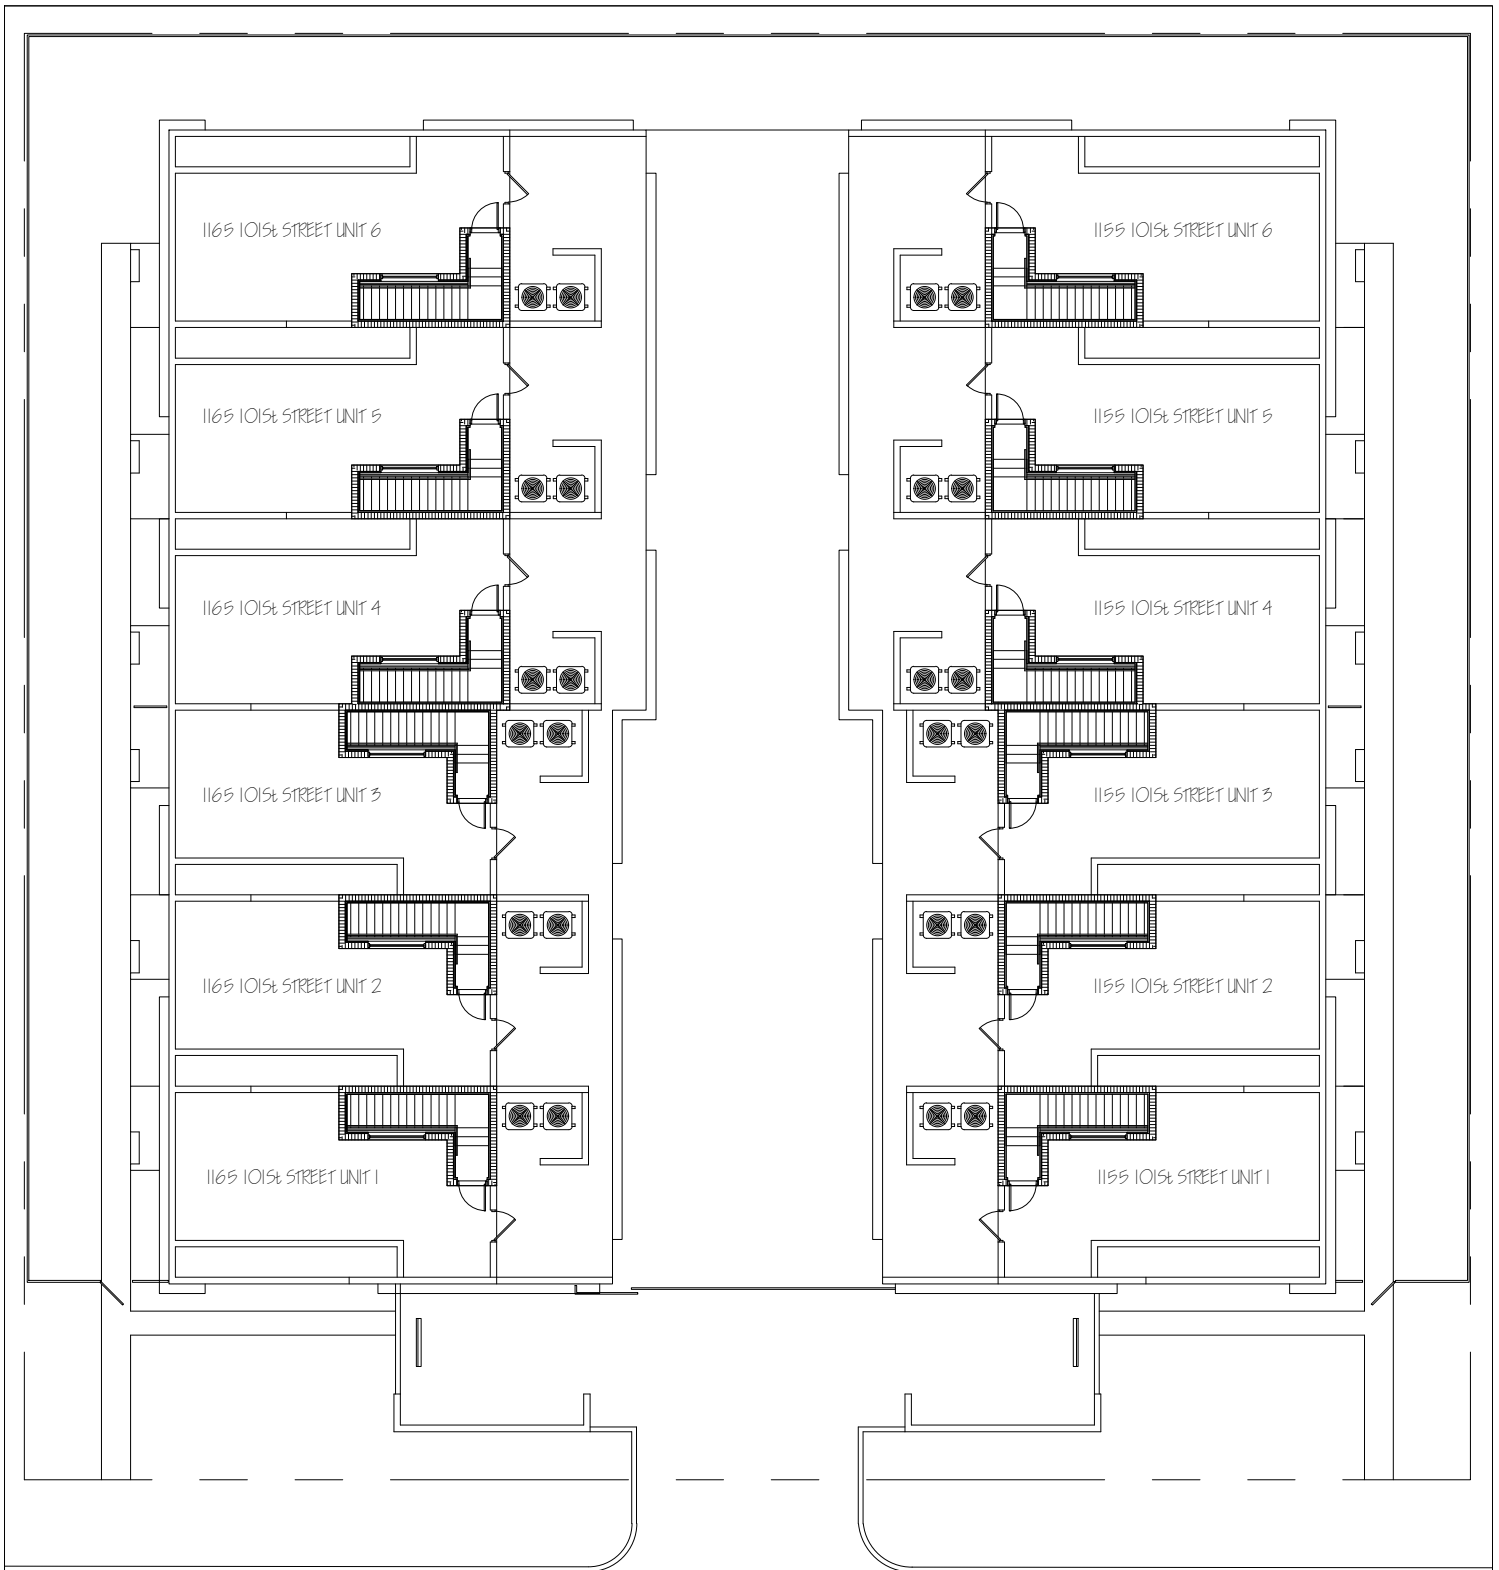 1165 101St STREET UNIT 6
1155 101St STREET UNIT 6
1165 101St STREET UNIT 5
1155 101St STREET UNIT 5
1165 101St STREET UNIT 4
1155 101St STREET UNIT 4
1165 101St STREET UNIT 3
1155 101St STREET UNIT 3
1165 101St STREET UNIT 2
1155 101St STREET UNIT 2
1165 101St STREET UNIT 1
1155 101St STREET UNIT 1